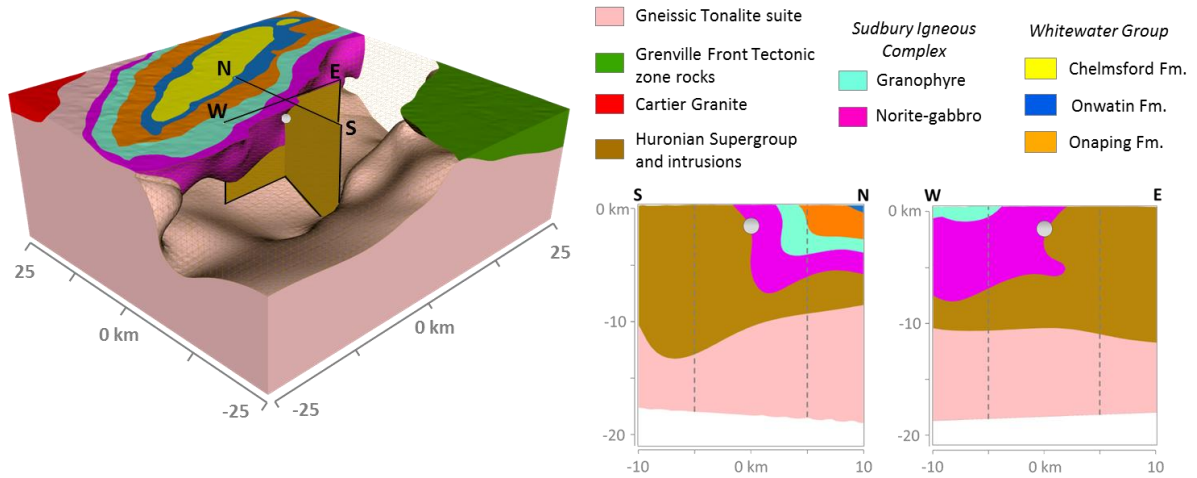 N
E
W
S
25
0 km
-25
-25
0 km
25
Gneissic Tonalite suite
Grenville Front Tectonic
zone rocks
Cartier Granite
Huronian Supergroup
and intrusions
Sudbury Igneous
Complex
Granophyre
Norite-gabbro
Whitewater Group
Chelmsford Fm.
Onwatin Fm.
Onaping Fm.
S
N
0 km
-10
-20
-10
0 km
10
W
E
0 km
-10
-20
-10
0 km
10